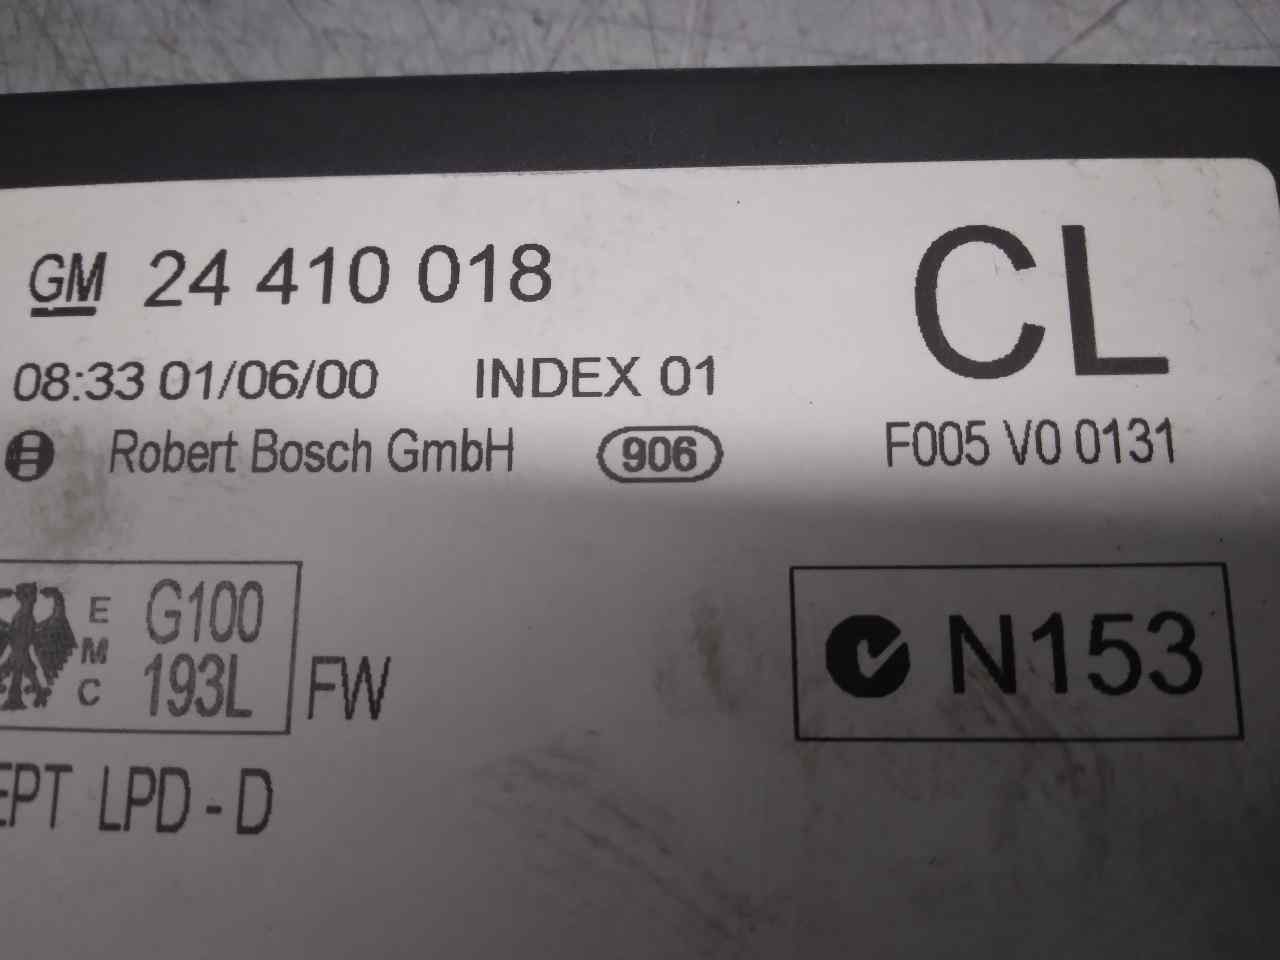 GM 24 410 018
CL
08:33 01/06/00 INDEX 01
Robert Bosch GmbH 906 F005 V0 0131
E M C
G100
193L
FW
N153
EPT LPD - D